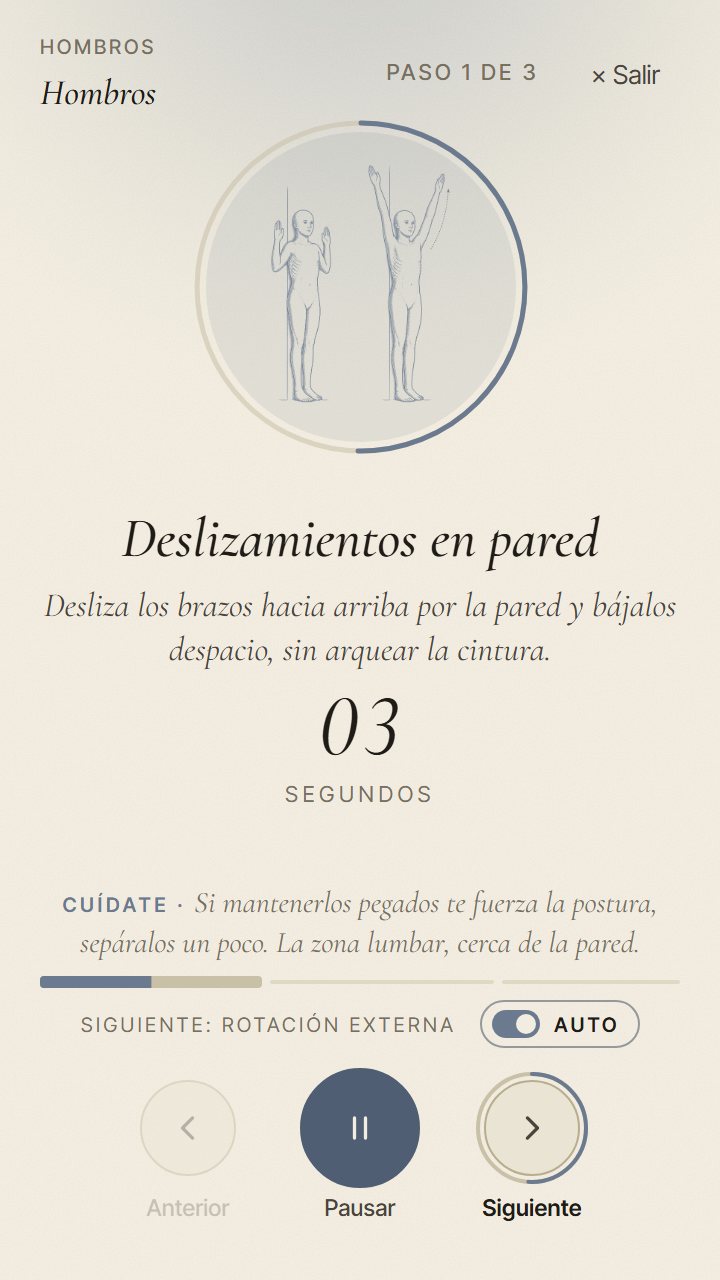 HOMBROS
Hombros
PASO 1 DE 3
× Salir
Deslizamientos en pared
Desliza los brazos hacia arriba por la pared y bájalos
despacio, sin arquear la cintura.
03
SEGUNDOS
CUÍDATE · Si mantenerlos pegados te fuerza la postura,
sepáralos un poco. La zona lumbar, cerca de la pared.
SIGUIENTE: ROTACIÓN EXTERNA
AUTO
Anterior
Pausar
Siguiente